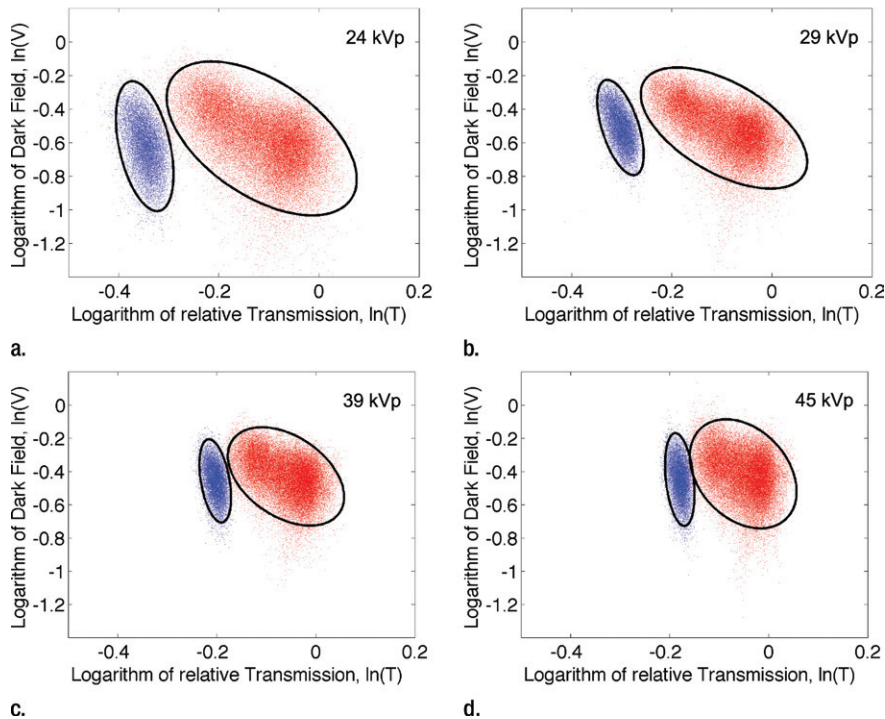 24 kVp
0
-0.2
-0.4
-0.6
-0.8
-1
-1.2
Logarithm of Dark Field, ln(V)
-0.4 -0.2 0 0.2
Logarithm of relative Transmission, ln(T)
a.
29 kVp
0
-0.2
-0.4
-0.6
-0.8
-1
-1.2
Logarithm of Dark Field, ln(V)
-0.4 -0.2 0 0.2
Logarithm of relative Transmission, ln(T)
b.
39 kVp
0
-0.2
-0.4
-0.6
-0.8
-1
-1.2
Logarithm of Dark Field, ln(V)
-0.4 -0.2 0 0.2
Logarithm of relative Transmission, ln(T)
c.
45 kVp
0
-0.2
-0.4
-0.6
-0.8
-1
-1.2
Logarithm of Dark Field, ln(V)
-0.4 -0.2 0 0.2
Logarithm of relative Transmission, ln(T)
d.